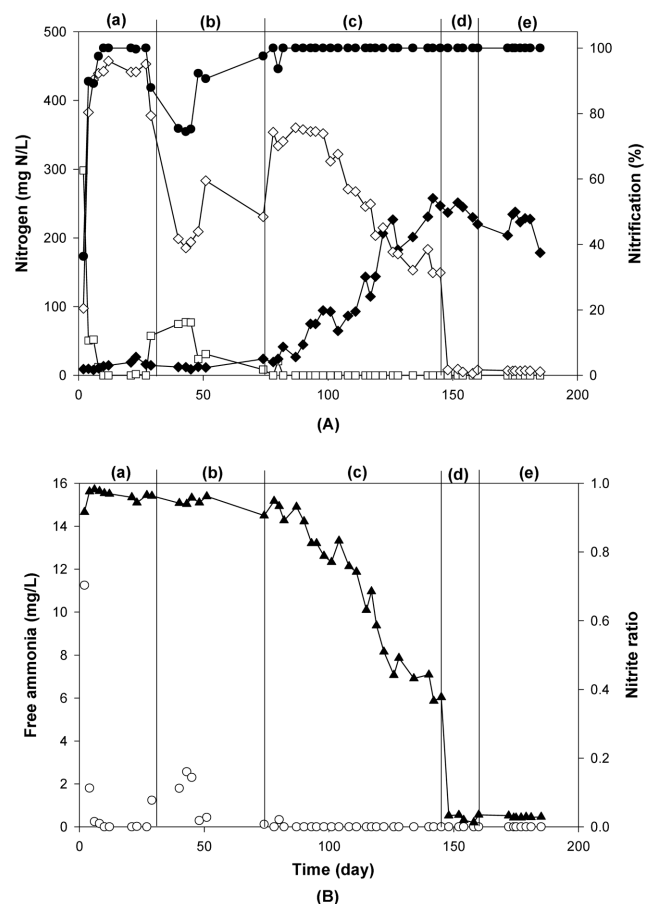 (a) (b) (c) (d) (e)
500
400
300
200
100
0
Nitrogen (mg N/L)
100
80
60
40
20
0
Nitrification (%)
0 50 100 150 200
(A)
(a) (b) (c) (d) (e)
16
14
12
10
8
6
4
2
0
Free ammonia (mg/L)
1.0
0.8
0.6
0.4
0.2
0.0
Nitrite ratio
0 50 100 150 200
Time (day)
(B)